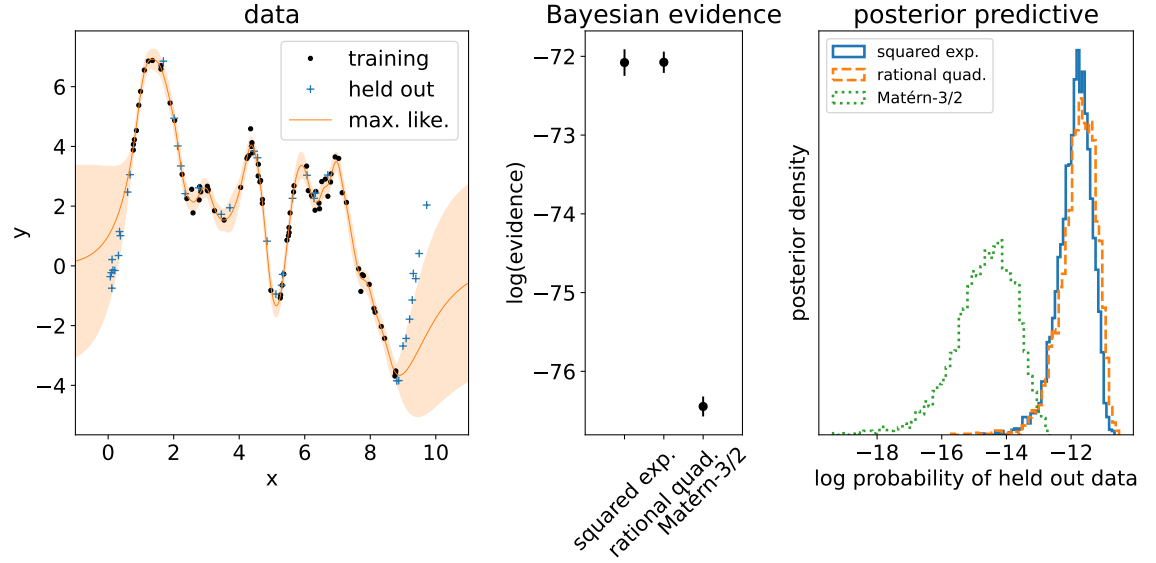 data
training
held out
max. like.
6
4
2
0
−2
−4
y
0
2
4
6
8
10
x
Bayesian evidence
−72
−73
−74
−75
−76
log(evidence)
squared exp.
rational quad.
Matérn-3/2
posterior predictive
squared exp.
rational quad.
Matérn-3/2
posterior density
−18
−16
−14
−12
log probability of held out data